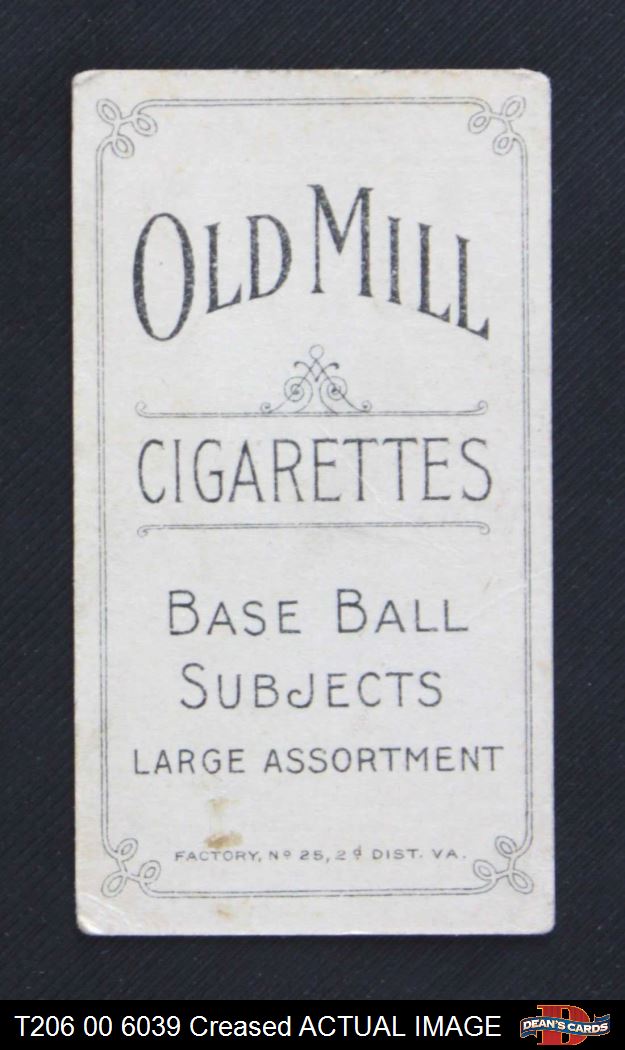 OLD MILL
CIGARETTES
BASE BALL
SUBJECTS
LARGE ASSORTMENT
FACTORY, Nº 25, 2ᵈ DIST. VA.
T206 00 6039 Creased ACTUAL IMAGE
D
DEAN'S CARDS